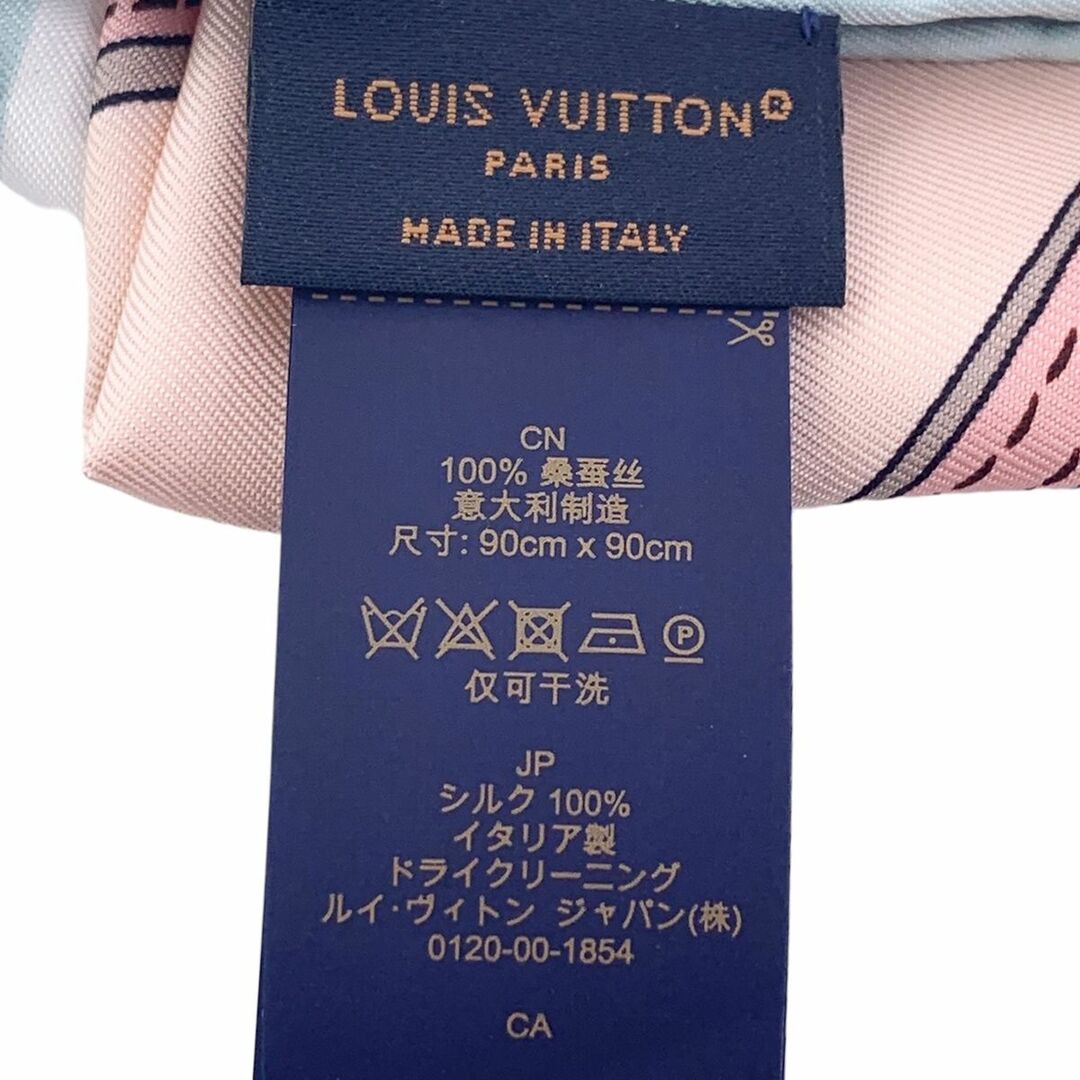 LOUIS VUITTON®
PARIS
MADE IN ITALY
CN
100% 桑蚕丝
意大利制造
尺寸: 90cm x 90cm
P
仅可干洗
JP
シルク 100%
イタリア製
ドライクリーニング
ルイ·ヴィトン ジャパン(株)
0120-00-1854
CA